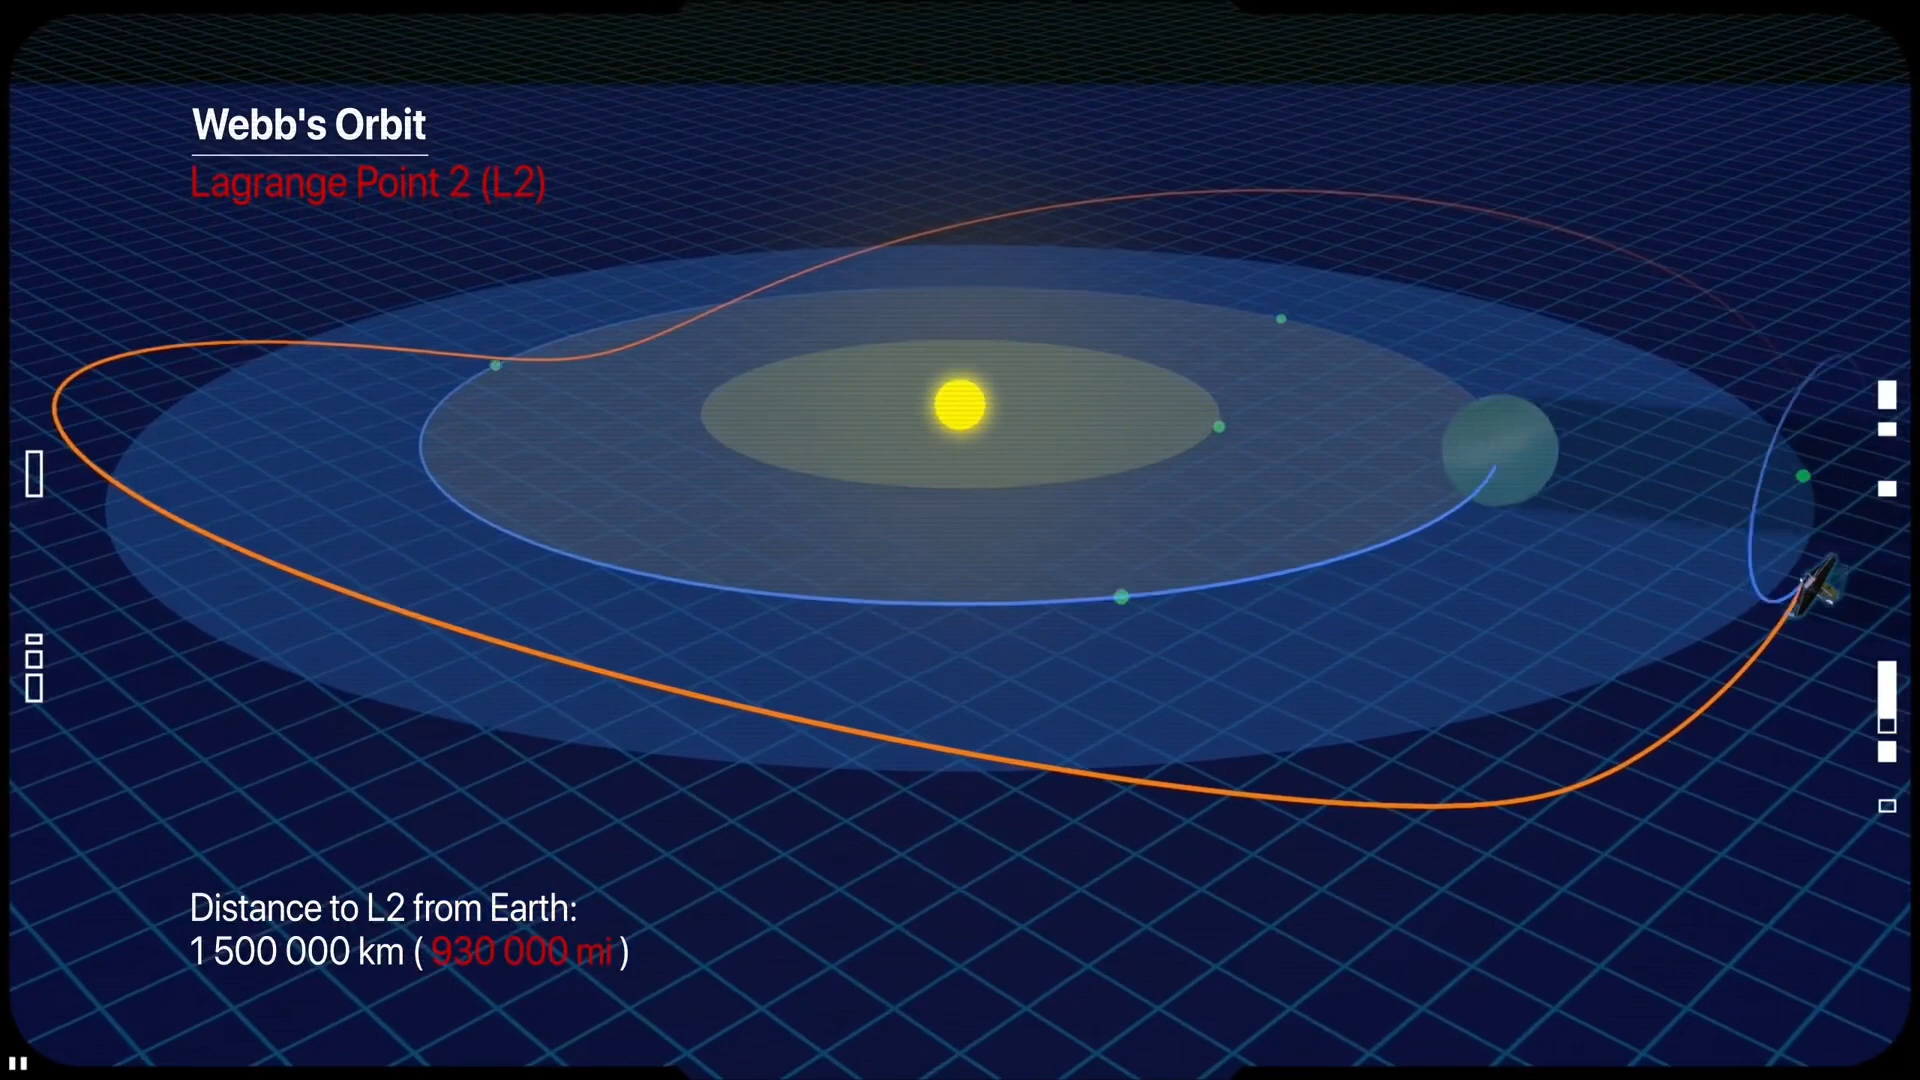 Webb's Orbit
Lagrange Point 2 (L2)
Distance to L2 from Earth:
1 500 000 km ( 930 000 mi )